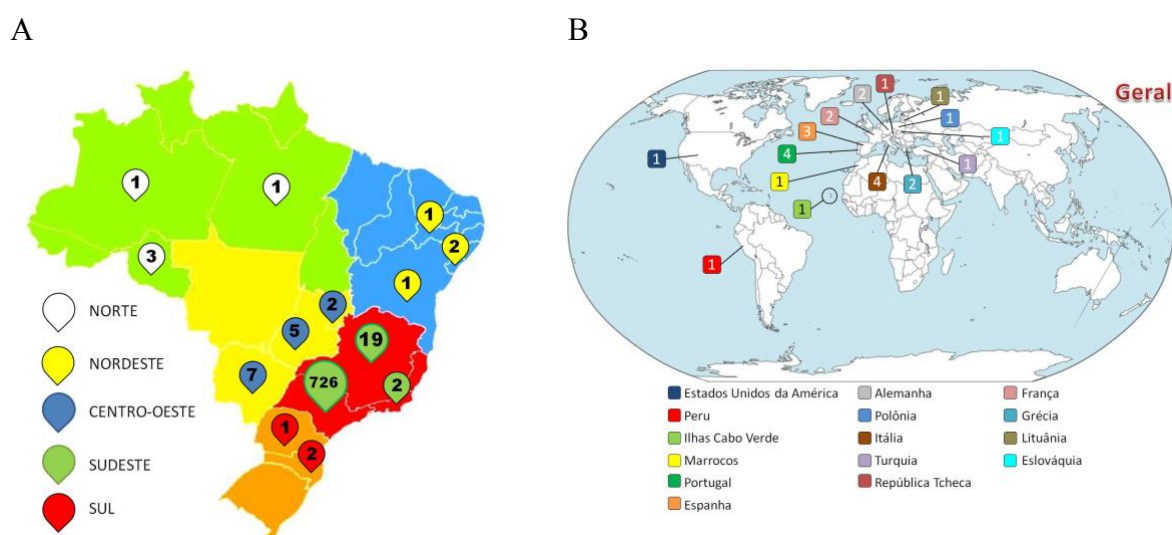 A
B
1
1
3
1
2
1
2
5
7
19
726
2
1
2
NORTE
NORDESTE
CENTRO-OESTE
SUDESTE
SUL
Geral
1
2
1
2
1
3
1
1
4
1
1
4
2
1
1
1
Estados Unidos da América
Peru
Ilhas Cabo Verde
Marrocos
Portugal
Espanha
Alemanha
Polônia
Itália
Turquia
República Tcheca
França
Grécia
Lituânia
Eslováquia